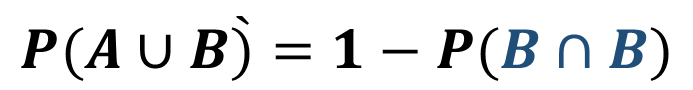 P(A ∪ B)̀ = 1 − P(B ∩ B)